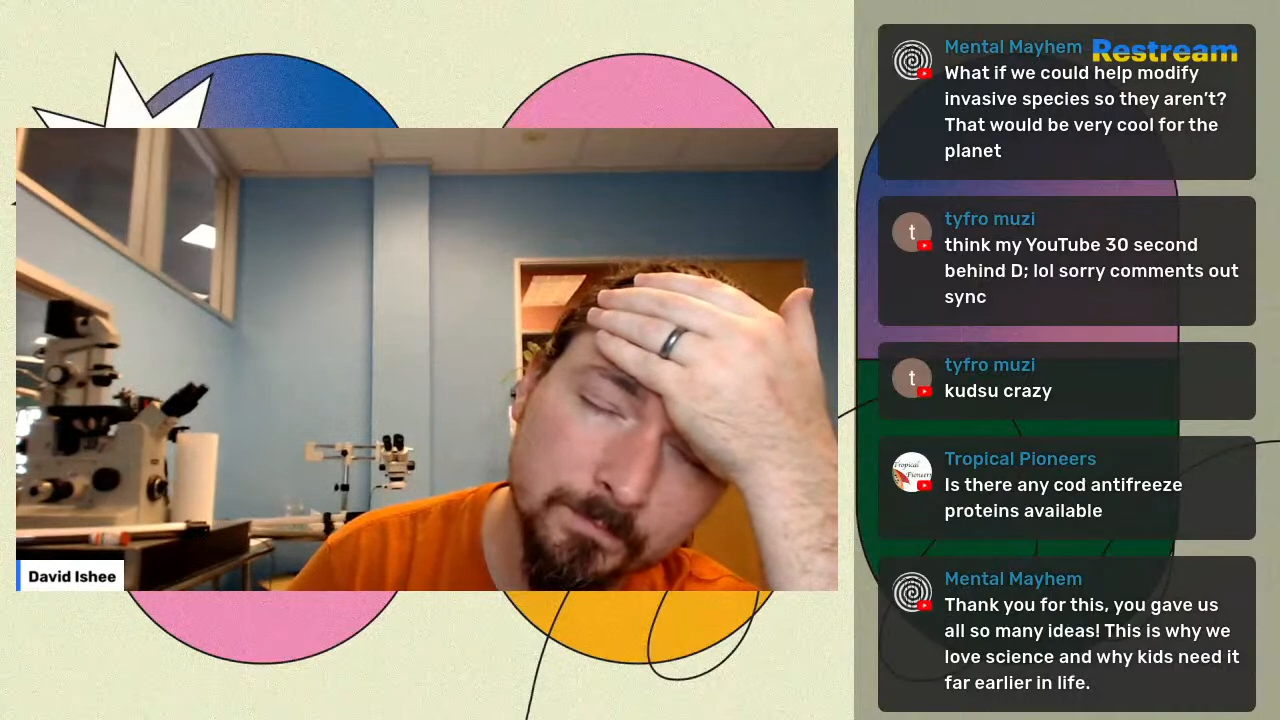 David Ishee
Restream
Mental Mayhem
What if we could help modify
invasive species so they aren't?
That would be very cool for the
planet
t
tyfro muzi
think my YouTube 30 second
behind D; lol sorry comments out
sync
t
tyfro muzi
kudsu crazy
Tropical
Pioneers
Tropical Pioneers
Is there any cod antifreeze
proteins available
Mental Mayhem
Thank you for this, you gave us
all so many ideas! This is why we
love science and why kids need it
far earlier in life.